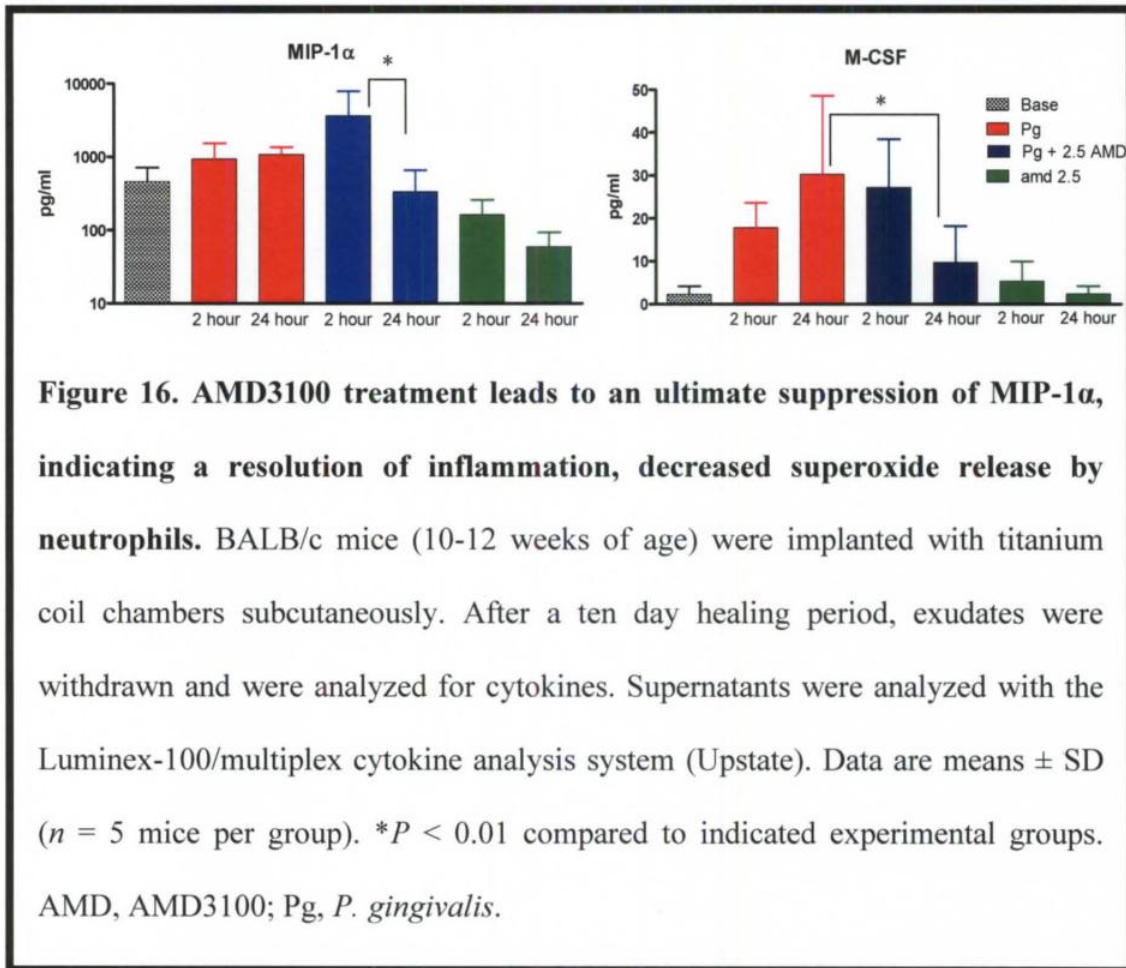 MIP-1α
*
10000
1000
100
10
pg/ml
2 hour 24 hour 2 hour 24 hour 2 hour 24 hour
M-CSF
*
50
40
30
20
10
0
pg/ml
Base
Pg
Pg + 2.5 AMD
amd 2.5
2 hour 24 hour 2 hour 24 hour 2 hour 24 hour
Figure 16. AMD3100 treatment leads to an ultimate suppression of MIP-1α,
indicating a resolution of inflammation, decreased superoxide release by
neutrophils. BALB/c mice (10-12 weeks of age) were implanted with titanium
coil chambers subcutaneously. After a ten day healing period, exudates were
withdrawn and were analyzed for cytokines. Supernatants were analyzed with the
Luminex-100/multiplex cytokine analysis system (Upstate). Data are means ± SD
(n = 5 mice per group). *P < 0.01 compared to indicated experimental groups.
AMD, AMD3100; Pg, P. gingivalis.